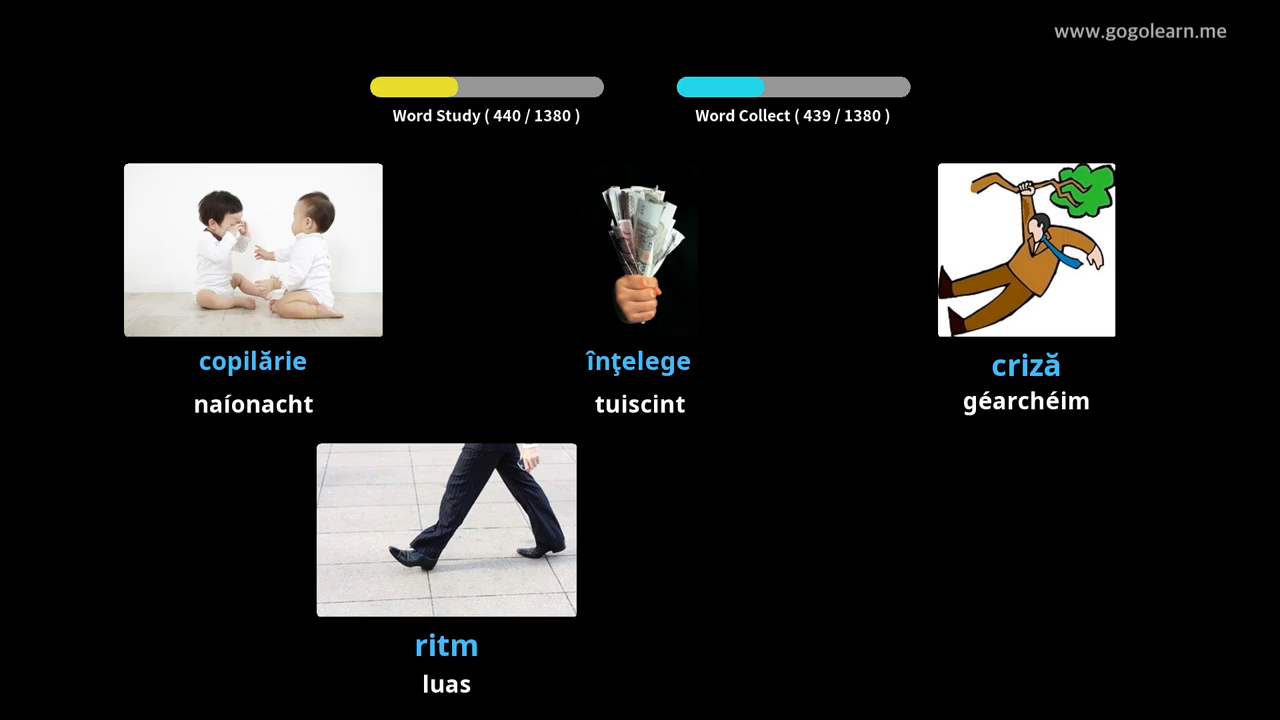 www.gogolearn.me
Word Study ( 440 / 1380 )
Word Collect ( 439 / 1380 )
copilărie
înţelege
criză
naíonacht
tuiscint
géarchéim
ritm
luas